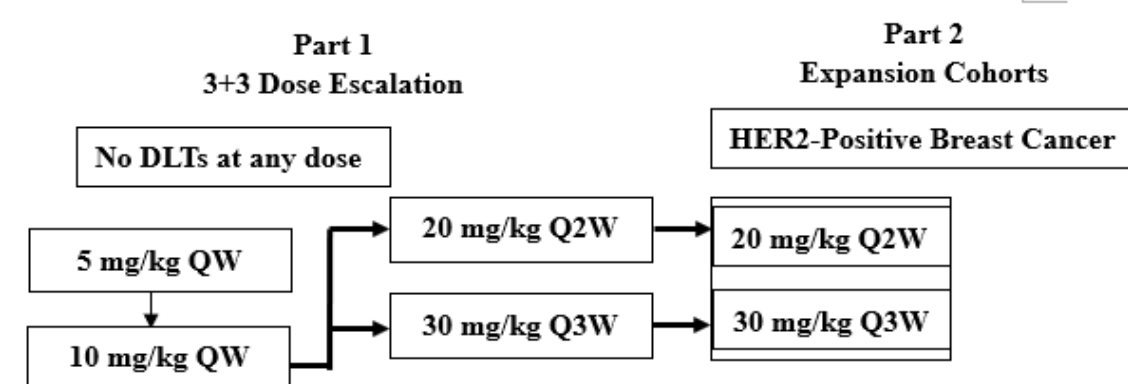 Part 1
3+3 Dose Escalation
Part 2
Expansion Cohorts
No DLTs at any dose
HER2-Positive Breast Cancer
5 mg/kg QW
10 mg/kg QW
20 mg/kg Q2W
30 mg/kg Q3W
20 mg/kg Q2W
30 mg/kg Q3W